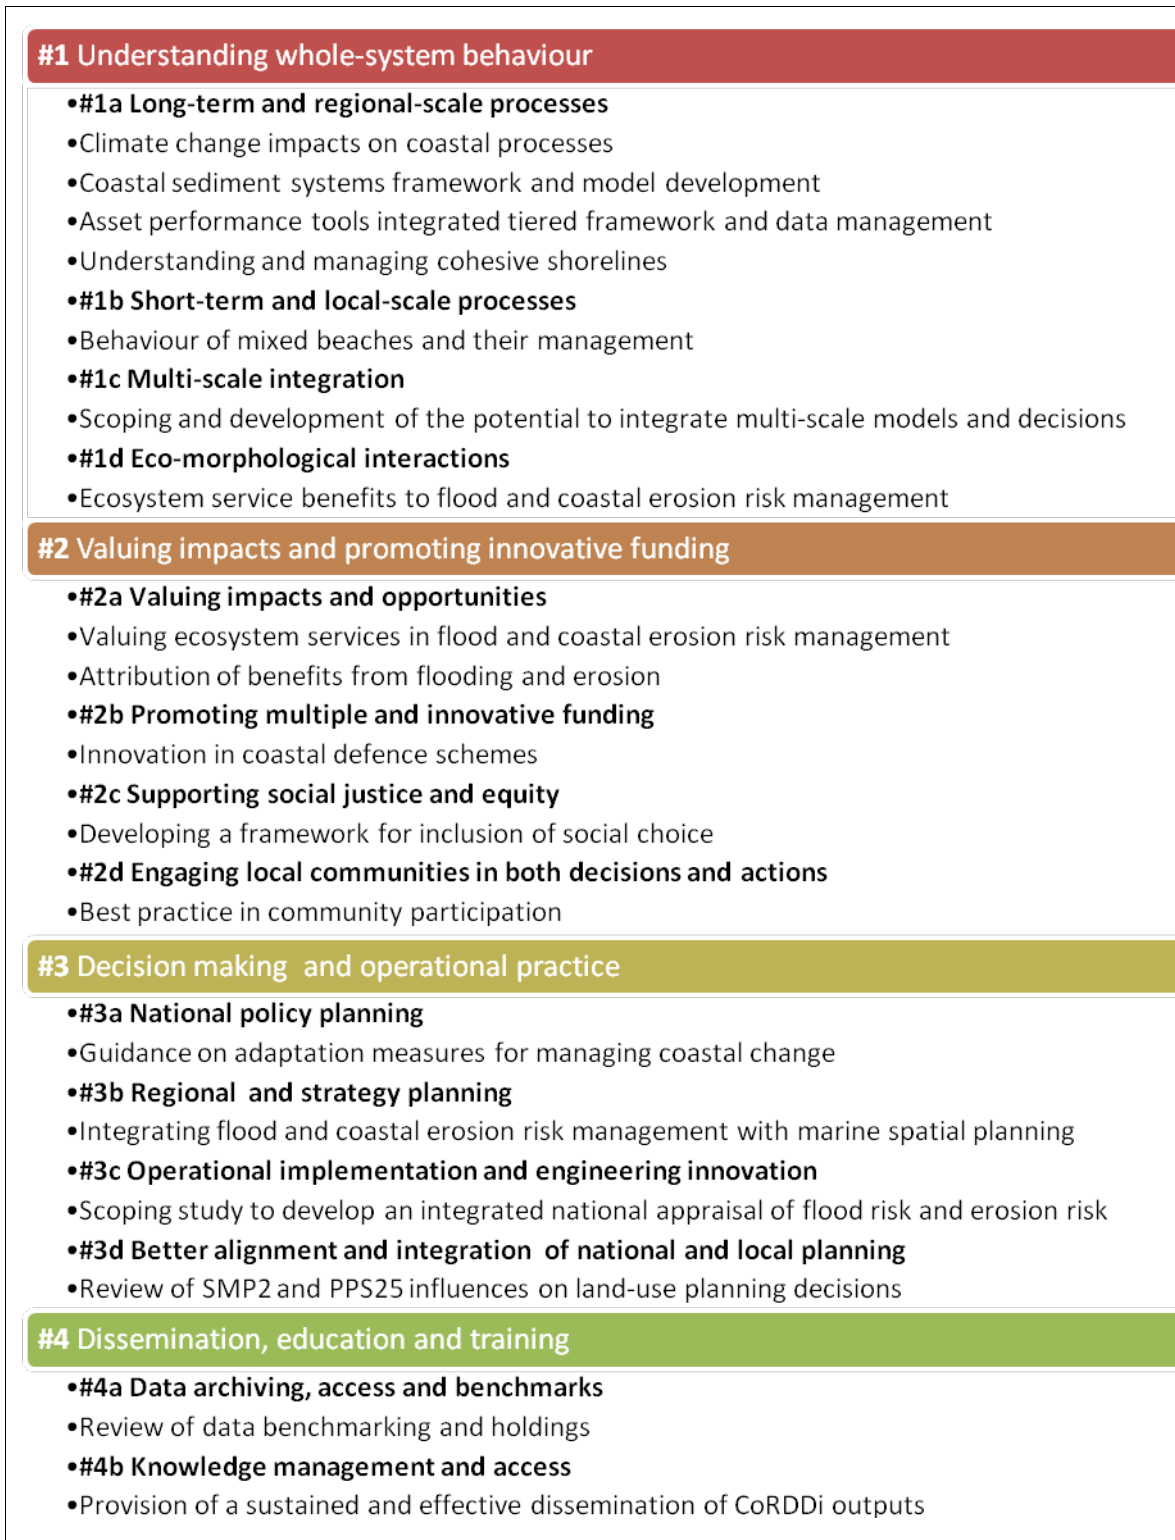 #1 Understanding whole-system behaviour
•#1a Long-term and regional-scale processes
•Climate change impacts on coastal processes
•Coastal sediment systems framework and model development
•Asset performance tools integrated tiered framework and data management
•Understanding and managing cohesive shorelines
•#1b Short-term and local-scale processes
•Behaviour of mixed beaches and their management
•#1c Multi-scale integration
•Scoping and development of the potential to integrate multi-scale models and decisions
•#1d Eco-morphological interactions
•Ecosystem service benefits to flood and coastal erosion risk management
#2 Valuing impacts and promoting innovative funding
•#2a Valuing impacts and opportunities
•Valuing ecosystem services in flood and coastal erosion risk management
•Attribution of benefits from flooding and erosion
•#2b Promoting multiple and innovative funding
•Innovation in coastal defence schemes
•#2c Supporting social justice and equity
•Developing a framework for inclusion of social choice
•#2d Engaging local communities in both decisions and actions
•Best practice in community participation
#3 Decision making and operational practice
•#3a National policy planning
•Guidance on adaptation measures for managing coastal change
•#3b Regional and strategy planning
•Integrating flood and coastal erosion risk management with marine spatial planning
•#3c Operational implementation and engineering innovation
•Scoping study to develop an integrated national appraisal of flood risk and erosion risk
•#3d Better alignment and integration of national and local planning
•Review of SMP2 and PPS25 influences on land-use planning decisions
#4 Dissemination, education and training
•#4a Data archiving, access and benchmarks
•Review of data benchmarking and holdings
•#4b Knowledge management and access
•Provision of a sustained and effective dissemination of CoRDDi outputs